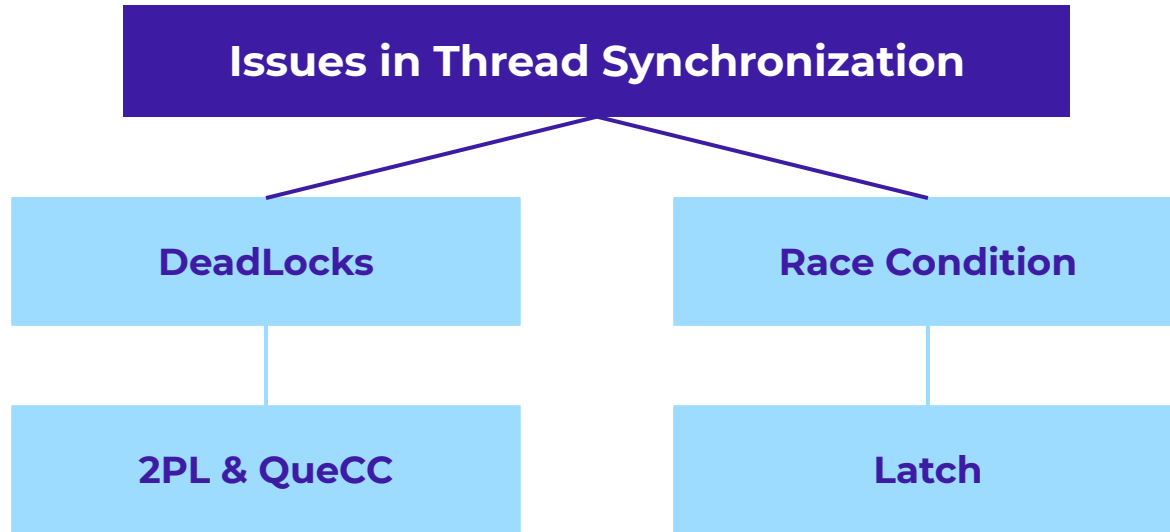 Issues in Thread Synchronization
DeadLocks
Race Condition
2PL & QueCC
Latch